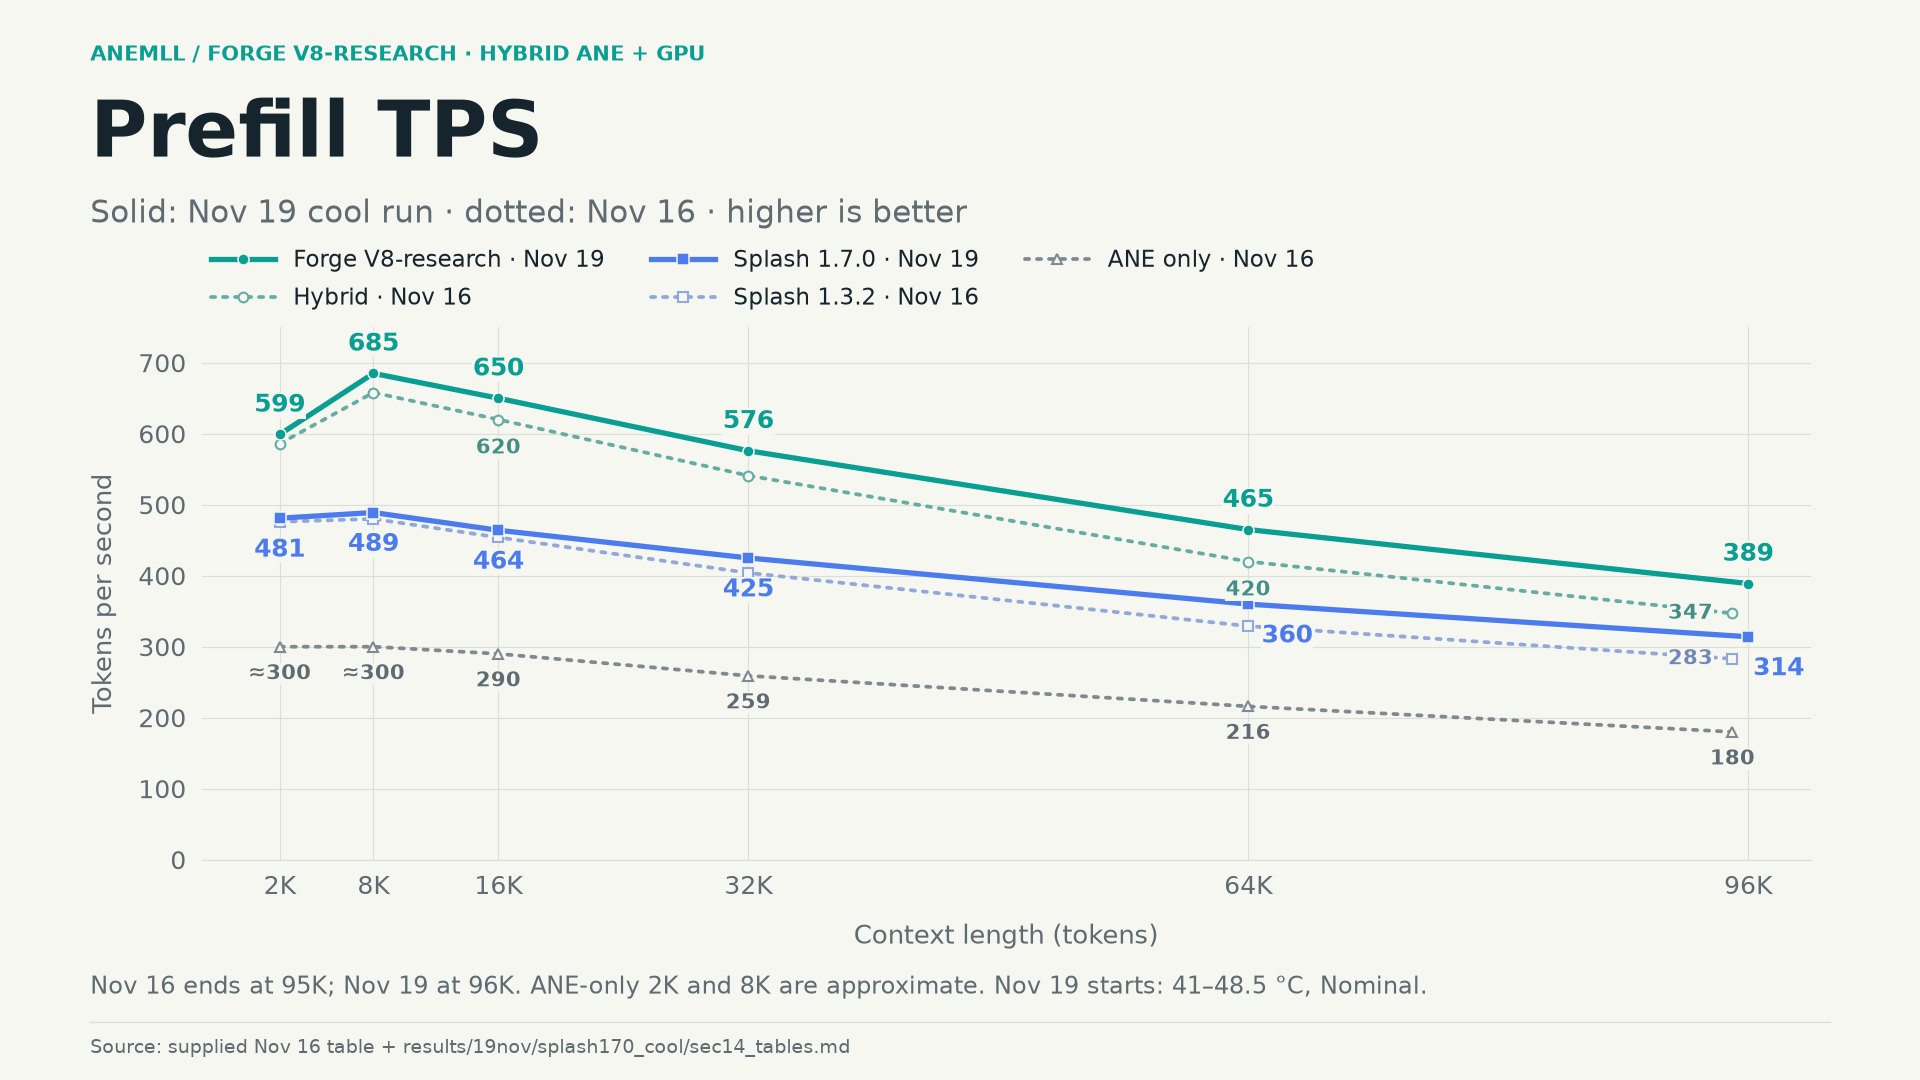 ANEMLL / FORGE V8-RESEARCH · HYBRID ANE + GPU
Prefill TPS
Solid: Nov 19 cool run · dotted: Nov 16 · higher is better
Forge V8-research · Nov 19
Splash 1.7.0 · Nov 19
ANE only · Nov 16
Hybrid · Nov 16
Splash 1.3.2 · Nov 16
Tokens per second
700
600
500
400
300
200
100
0
599
685
650
576
465
389
620
420
347
481
489
464
425
360
314
283
≈300
≈300
290
259
216
180
2K
8K
16K
32K
64K
96K
Context length (tokens)
Nov 16 ends at 95K; Nov 19 at 96K. ANE-only 2K and 8K are approximate. Nov 19 starts: 41–48.5 °C, Nominal.
Source: supplied Nov 16 table + results/19nov/splash170_cool/sec14_tables.md